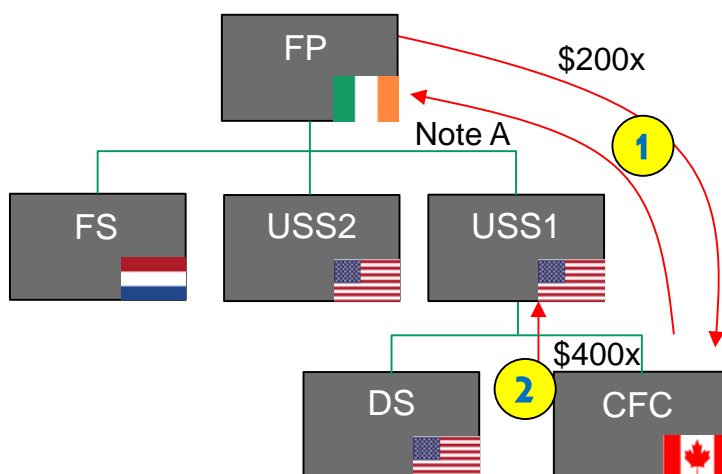 FP
$200x
Note A
1
FS
USS2
USS1
$400x
2
DS
CFC